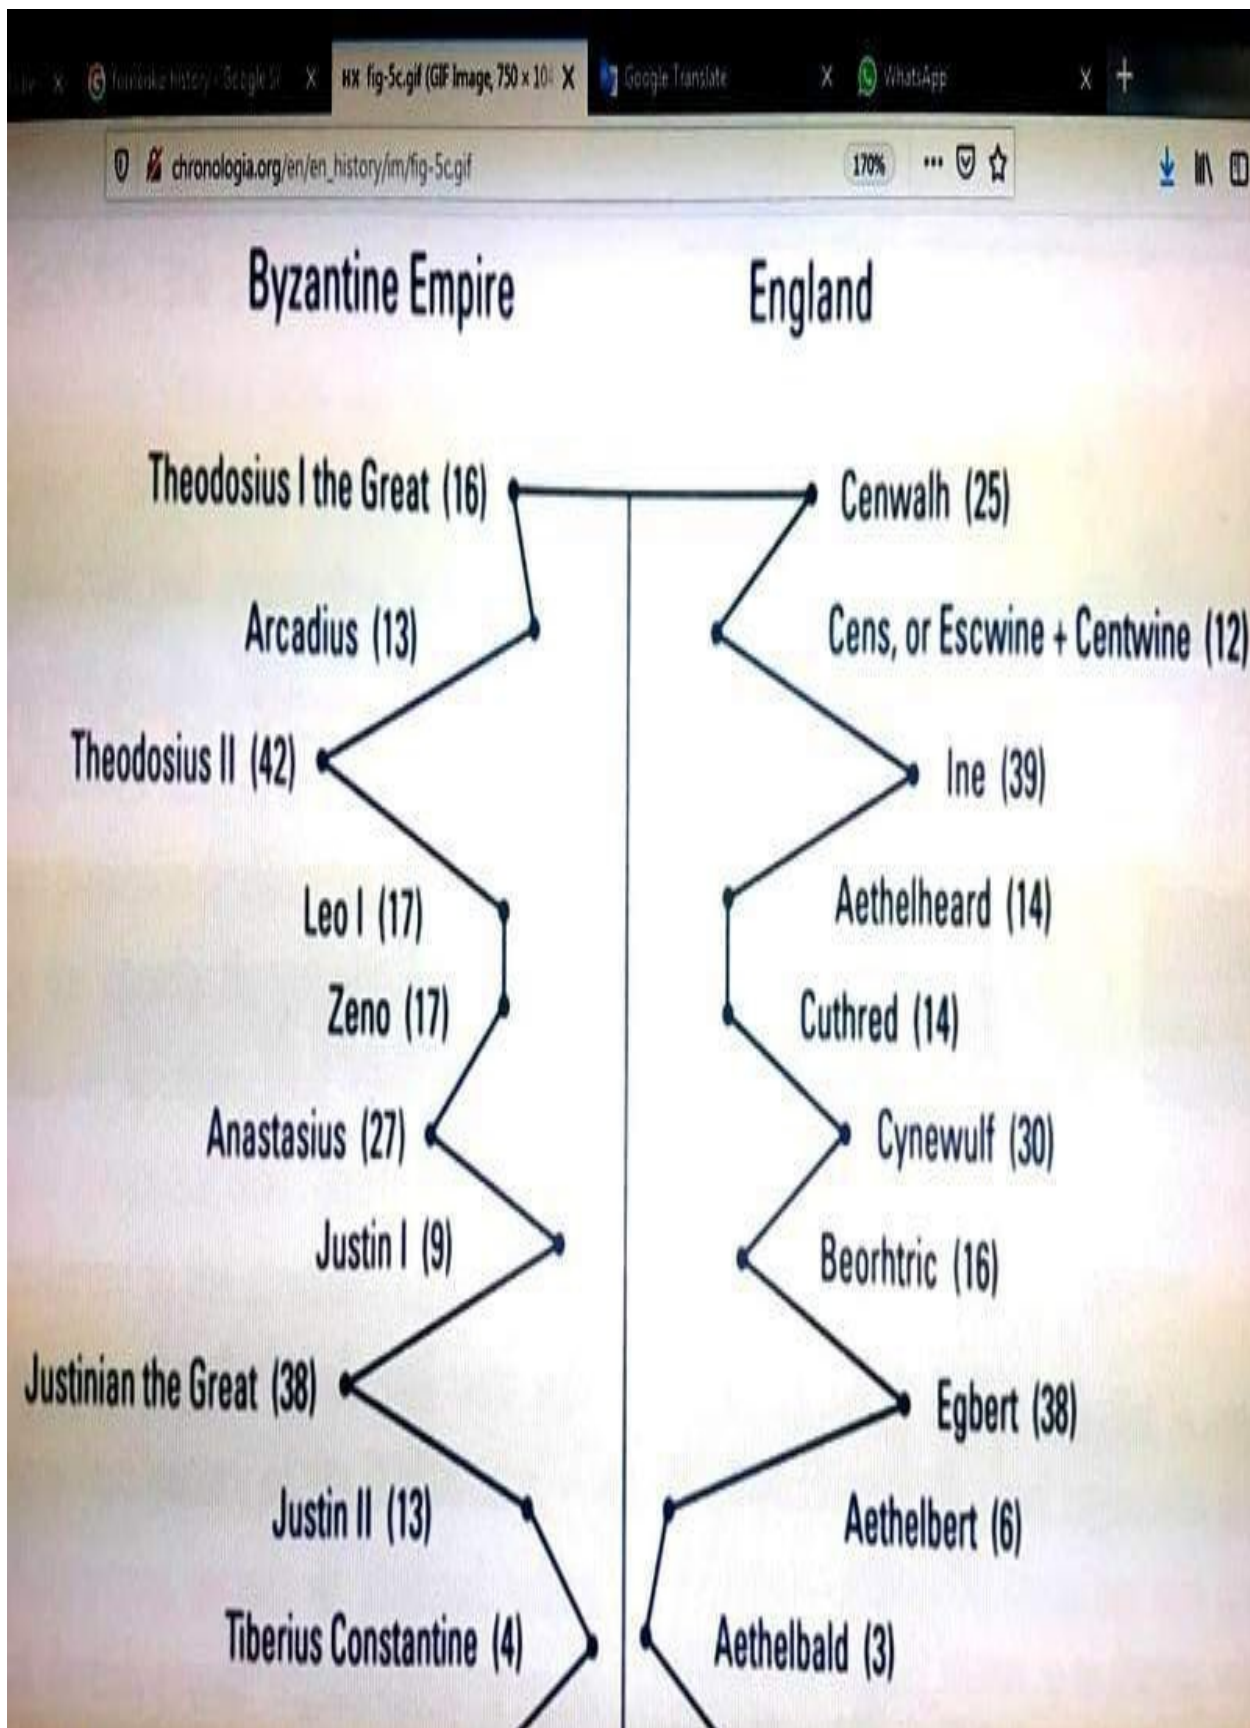 fig-5c.gif (GIF Image, 750 × 10
Google Translate
WhatsApp
chronologia.org/en/en_history/im/fig-5c.gif
170%
Byzantine Empire
England
Theodosius I the Great (16)
Cenwalh (25)
Arcadius (13)
Cens, or Escwine + Centwine (12)
Theodosius II (42)
Ine (39)
Leo I (17)
Aethelheard (14)
Zeno (17)
Cuthred (14)
Anastasius (27)
Cynewulf (30)
Justin I (9)
Beorhtric (16)
Justinian the Great (38)
Egbert (38)
Justin II (13)
Aethelbert (6)
Tiberius Constantine (4)
Aethelbald (3)